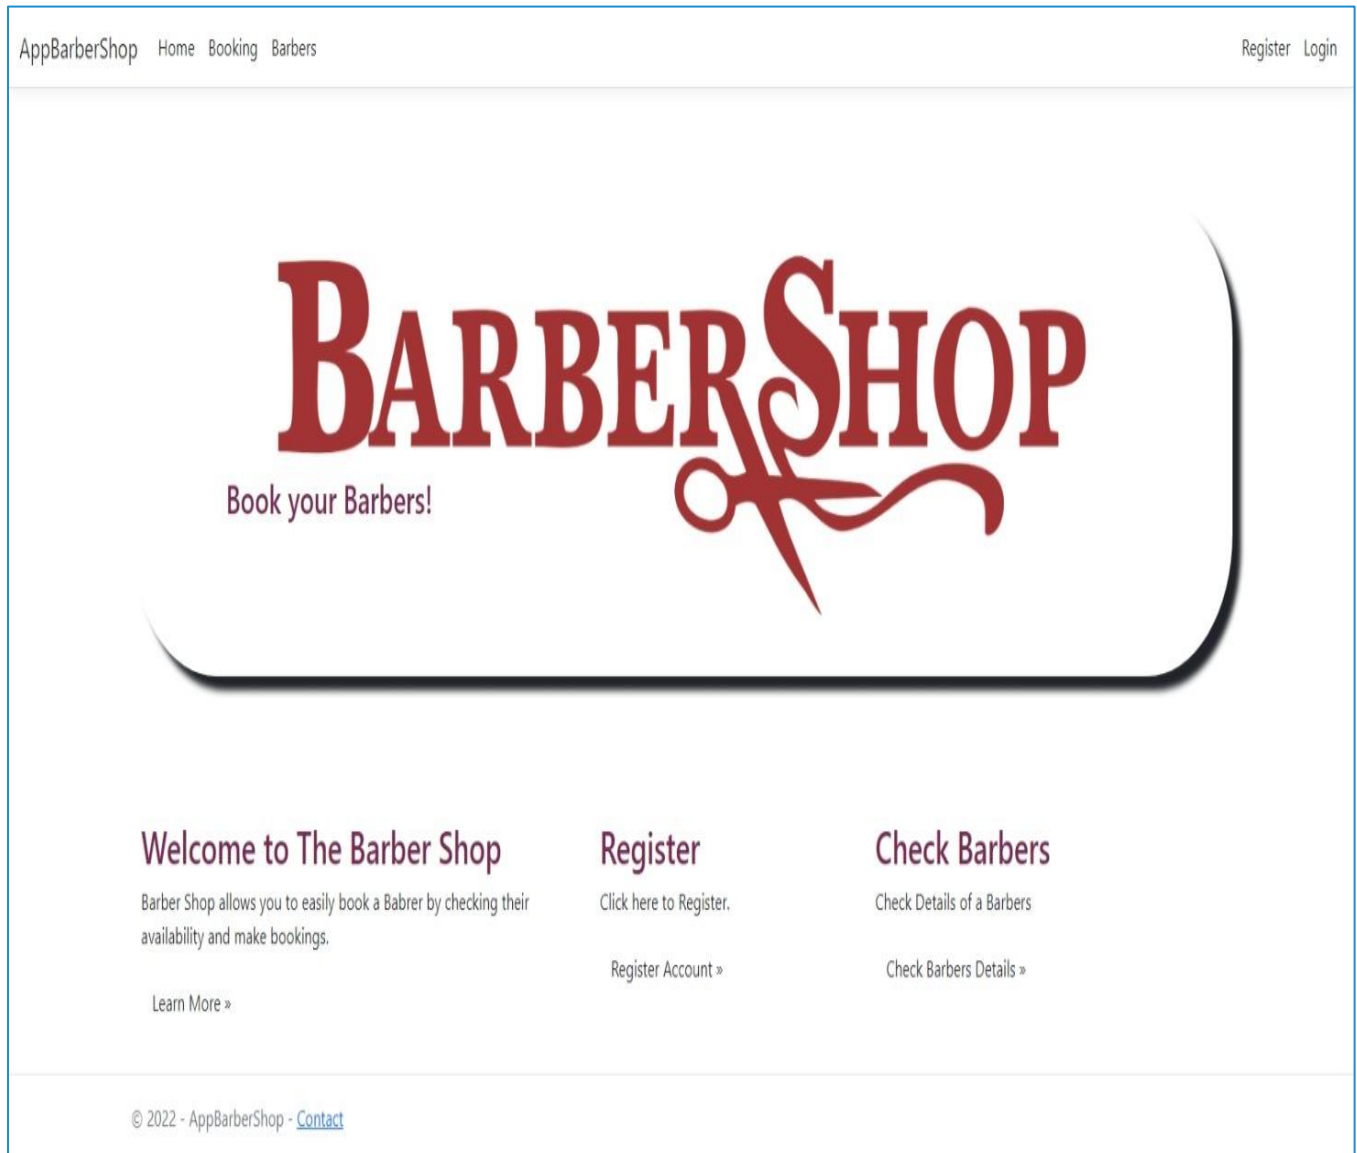 AppBarberShop Home Booking Barbers Register Login
BARBERSHOP
Book your Barbers!
Welcome to The Barber Shop
Barber Shop allows you to easily book a Babrer by checking their
availability and make bookings.
Learn More »
Register
Click here to Register.
Register Account »
Check Barbers
Check Details of a Barbers
Check Barbers Details »
© 2022 - AppBarberShop - Contact